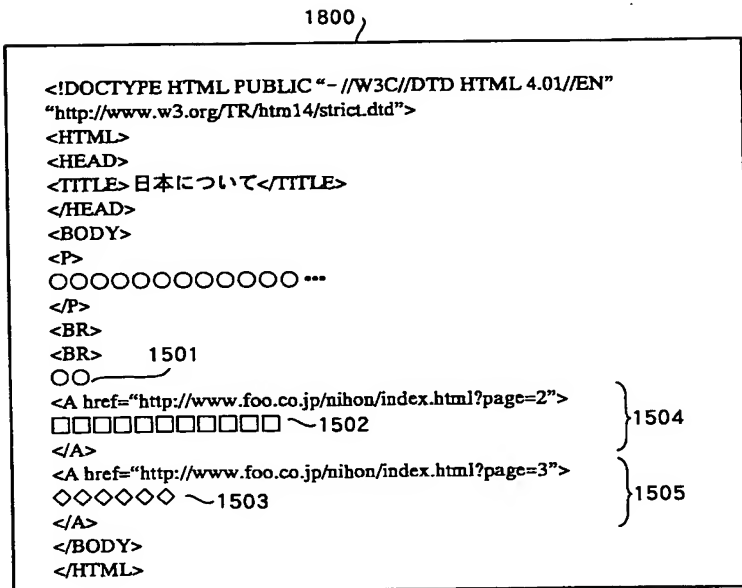 1800
<!DOCTYPE HTML PUBLIC “-//W3C//DTD HTML 4.01//EN”
“http://www.w3.org/TR/html4/strict.dtd”>
<HTML>
<HEAD>
<TITLE>日本について</TITLE>
</HEAD>
<BODY>
<P>
○○○○○○○○○○○○…
</P>
<BR>
<BR> 1501
○○
<A href=“http://www.foo.co.jp/nihon/index.html?page=2”>
□□□□□□□□□□□ 1502
1504
</A>
<A href=“http://www.foo.co.jp/nihon/index.html?page=3”>
◇◇◇◇◇◇ 1503
1505
</A>
</BODY>
</HTML>